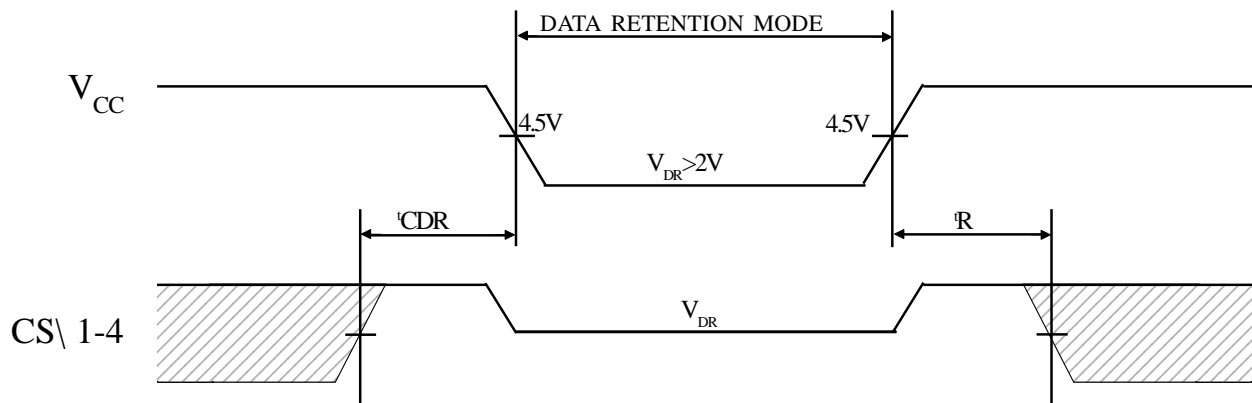 DATA RETENTION MODE
VCC
4.5V
4.5V
VDR>2V
tCDR
tR
VDR
CS\ 1-4